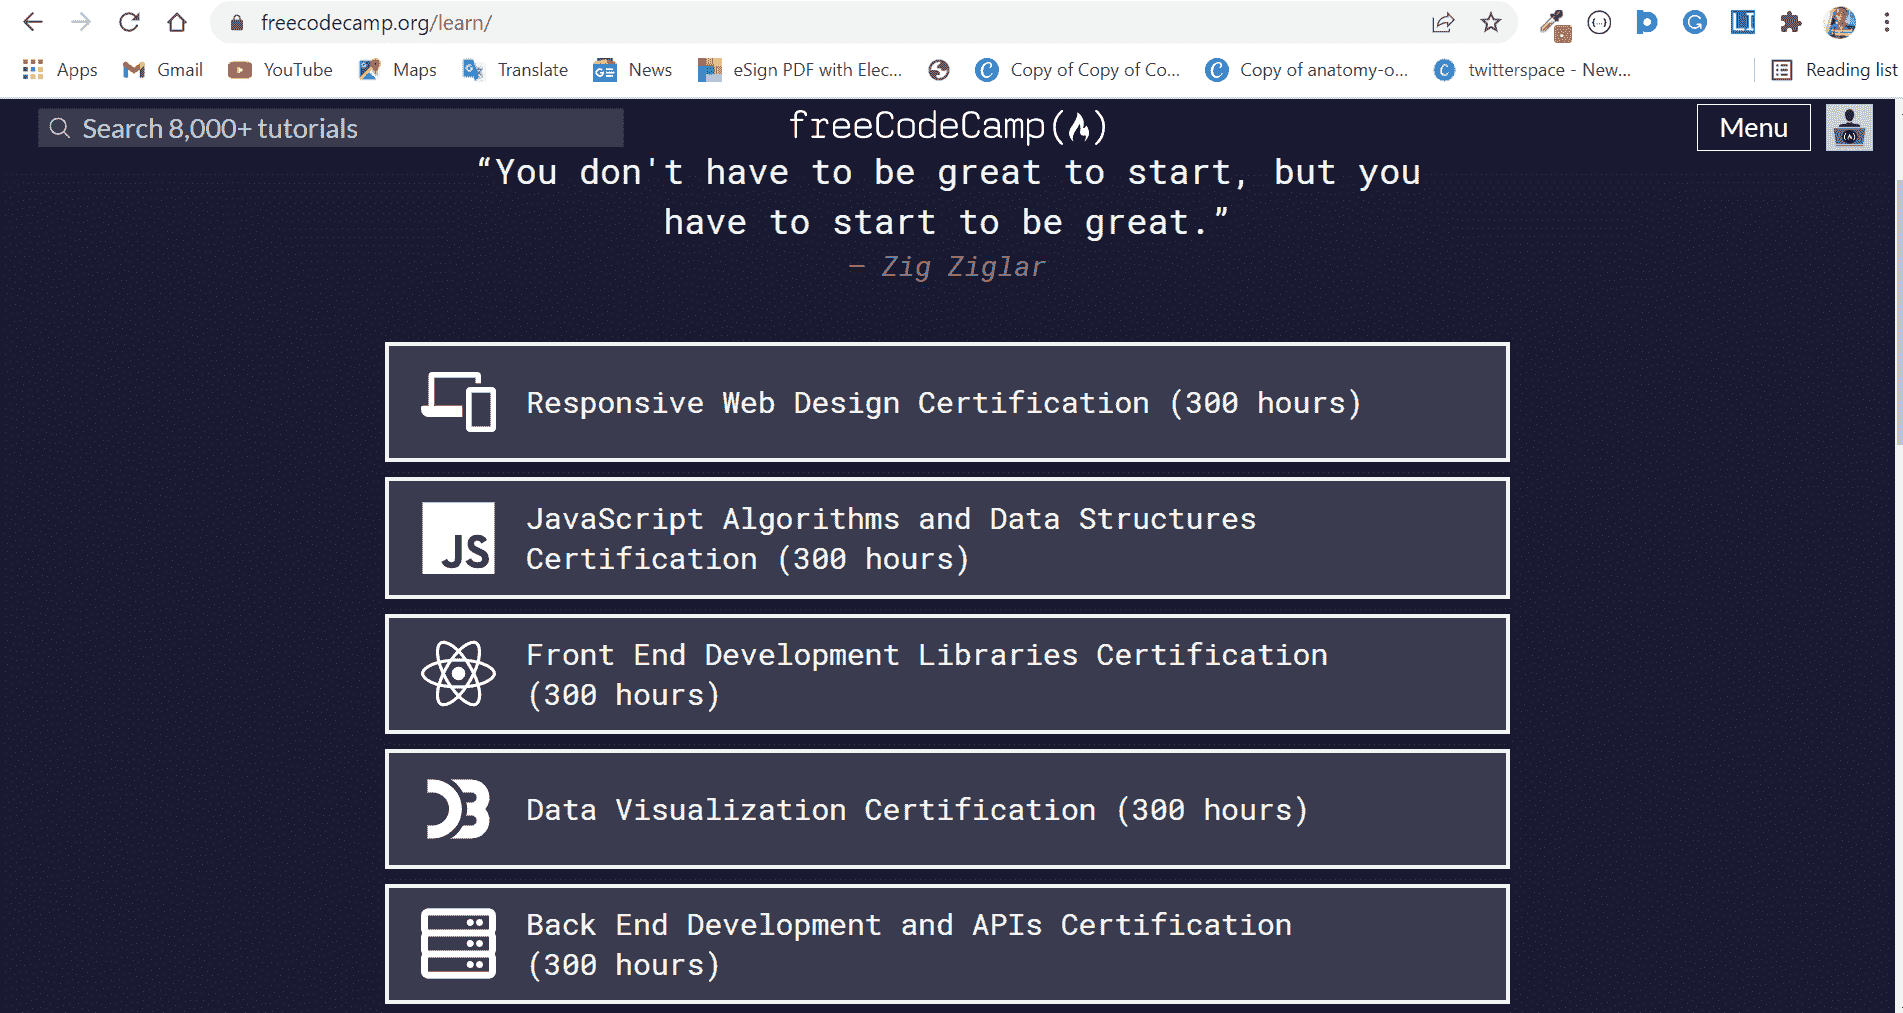 freecodecamp.org/learn/
Apps Gmail YouTube Maps Translate News eSign PDF with Elec... Copy of Copy of Co... Copy of anatomy-o... twitterspace - New... Reading list
Search 8,000+ tutorials freeCodeCamp(🔥) Menu
“You don't have to be great to start, but you
have to start to be great.”
— Zig Ziglar
Responsive Web Design Certification (300 hours)
JS
JavaScript Algorithms and Data Structures
Certification (300 hours)
Front End Development Libraries Certification
(300 hours)
Data Visualization Certification (300 hours)
Back End Development and APIs Certification
(300 hours)